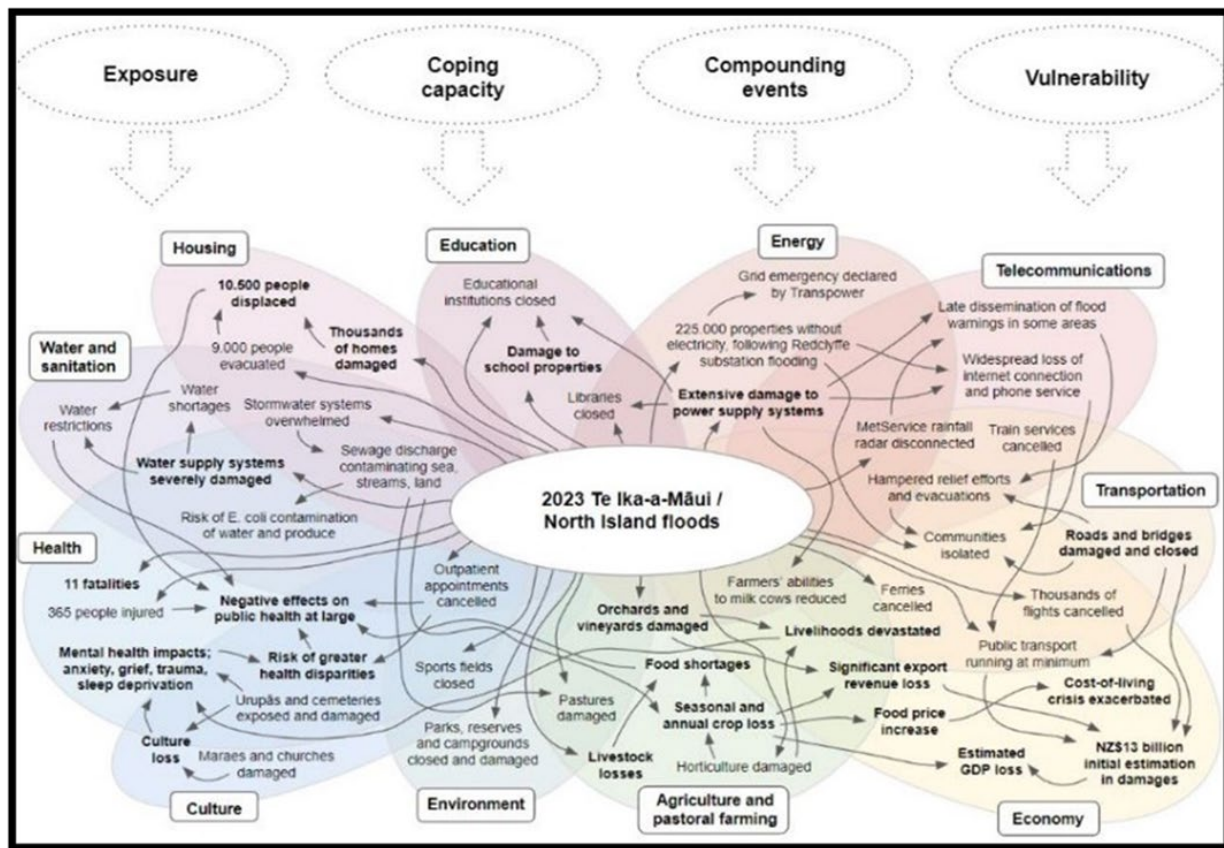 Exposure
Coping
capacity
Compounding
events
Vulnerability
Housing
10.500 people
displaced
9.000 people
evacuated
Thousands
of homes
damaged
Education
Educational
institutions closed
Damage to
school properties
Libraries
closed
Energy
Grid emergency declared
by Transpower
225.000 properties without
electricity, following Redclyffe
substation flooding
Extensive damage to
power supply systems
Telecommunications
Late dissemination of flood
warnings in some areas
Widespread loss of
internet connection
and phone service
MetService rainfall
radar disconnected
Water and
sanitation
Water
shortages
Water
restrictions
Stormwater systems
overwhelmed
Sewage discharge
contaminating sea,
streams, land
Water supply systems
severely damaged
Risk of E. coli contamination
of water and produce
2023 Te Ika-a-Māui /
North Island floods
Train services
cancelled
Hampered relief efforts
and evacuations
Transportation
Communities
isolated
Roads and bridges
damaged and closed
Ferries
cancelled
Thousands of
flights cancelled
Public transport
running at minimum
Health
11 fatalities
365 people injured
Negative effects on
public health at large
Outpatient
appointments
cancelled
Mental health impacts;
anxiety, grief, trauma,
sleep deprivation
Risk of greater
health disparities
Urupās and cemeteries
exposed and damaged
Culture
loss
Maraes and churches
damaged
Culture
Sports fields
closed
Parks, reserves
and campgrounds
closed and damaged
Environment
Pastures
damaged
Orchards and
vineyards damaged
Farmers' abilities
to milk cows reduced
Livelihoods devastated
Food shortages
Seasonal and
annual crop loss
Livestock
losses
Horticulture damaged
Agriculture and
pastoral farming
Significant export
revenue loss
Food price
increase
Cost-of-living
crisis exacerbated
Estimated
GDP loss
NZ$13 billion
initial estimation
in damages
Economy